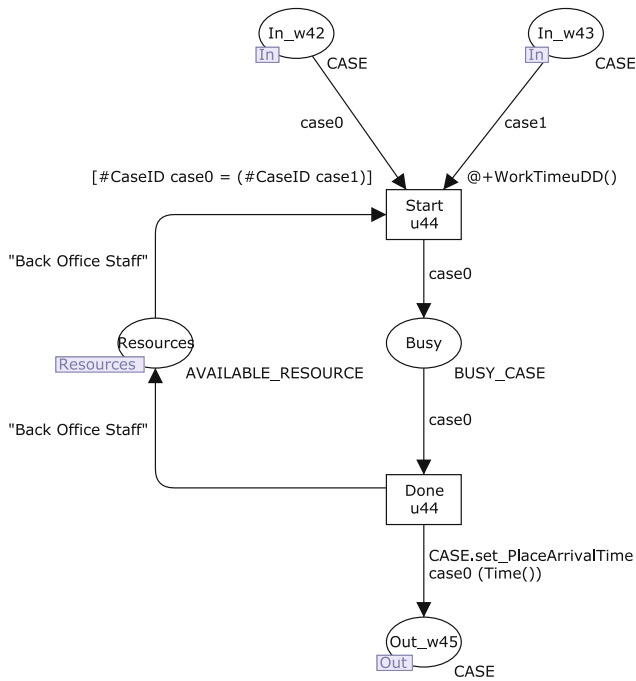 In_w42
In
CASE
In_w43
In
CASE
case0
case1
[#CaseID case0 = (#CaseID case1)]
@+WorkTimeuDD()
Start
u44
"Back Office Staff"
case0
Resources
Resources
AVAILABLE_RESOURCE
Busy
BUSY_CASE
"Back Office Staff"
case0
Done
u44
CASE.set_PlaceArrivalTime
case0 (Time())
Out_w45
Out
CASE